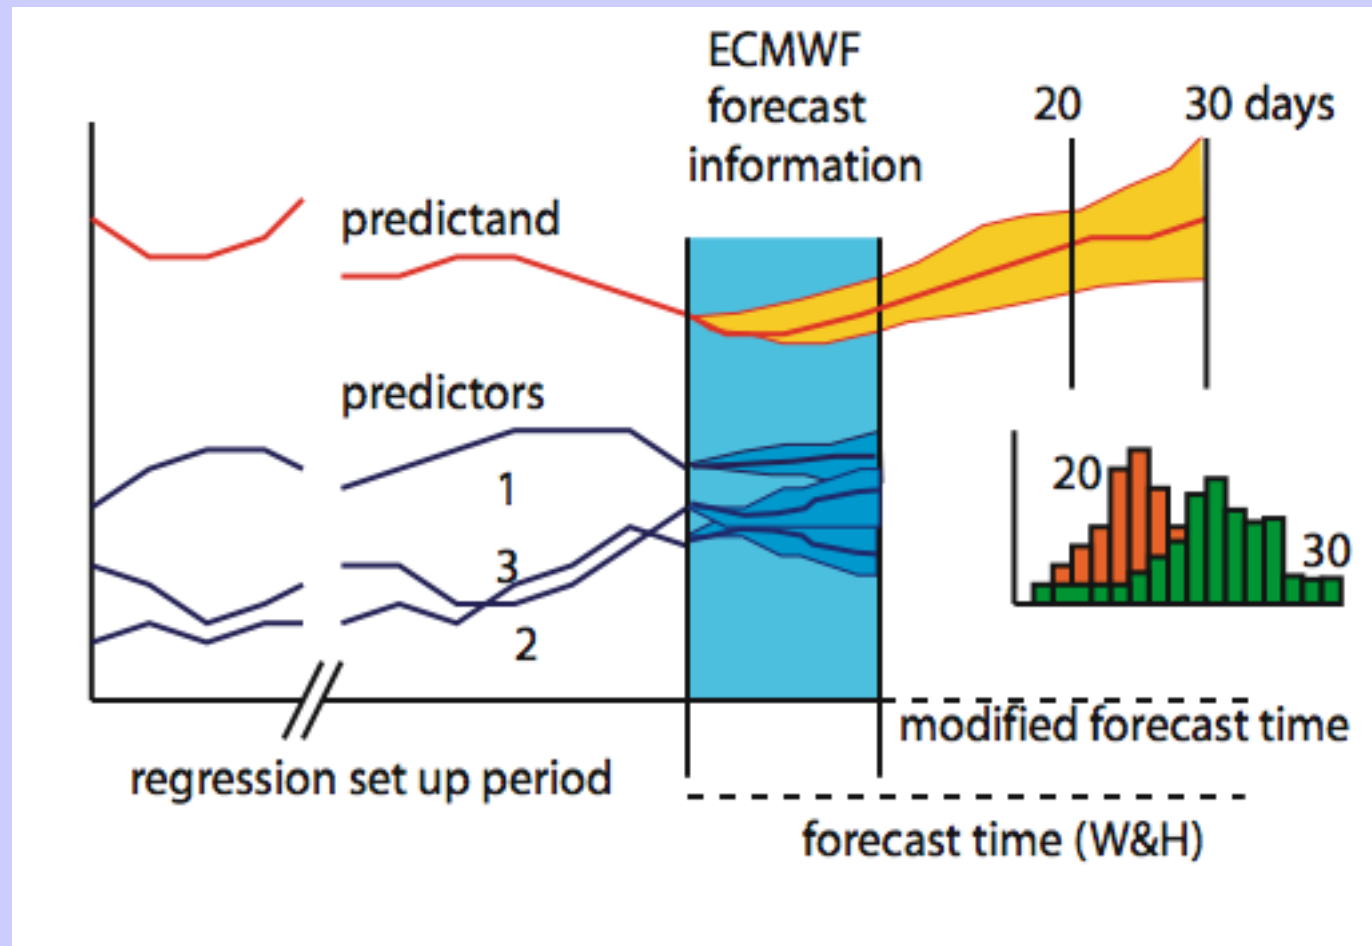 ECMWF
forecast
information
20
30 days
predictand
predictors
1
3
2
20
30
modified forecast time
regression set up period
forecast time (W&H)